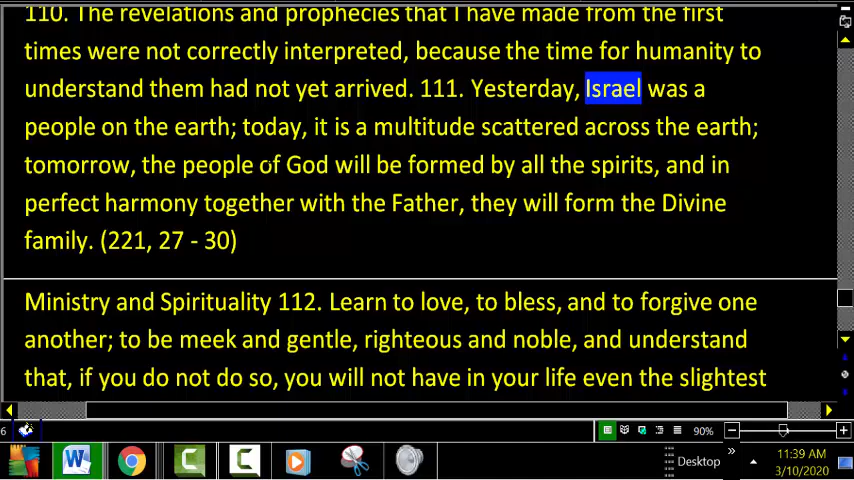 110. The revelations and prophecies that I have made from the first
times were not correctly interpreted, because the time for humanity to
understand them had not yet arrived. 111. Yesterday, Israel was a
people on the earth; today, it is a multitude scattered across the earth;
tomorrow, the people of God will be formed by all the spirits, and in
perfect harmony together with the Father, they will form the Divine
family. (221, 27 - 30)
Ministry and Spirituality 112. Learn to love, to bless, and to forgive one
another; to be meek and gentle, righteous and noble, and understand
that, if you do not do so, you will not have in your life even the slightest
6
90%
Desktop
»
11:39 AM
3/10/2020